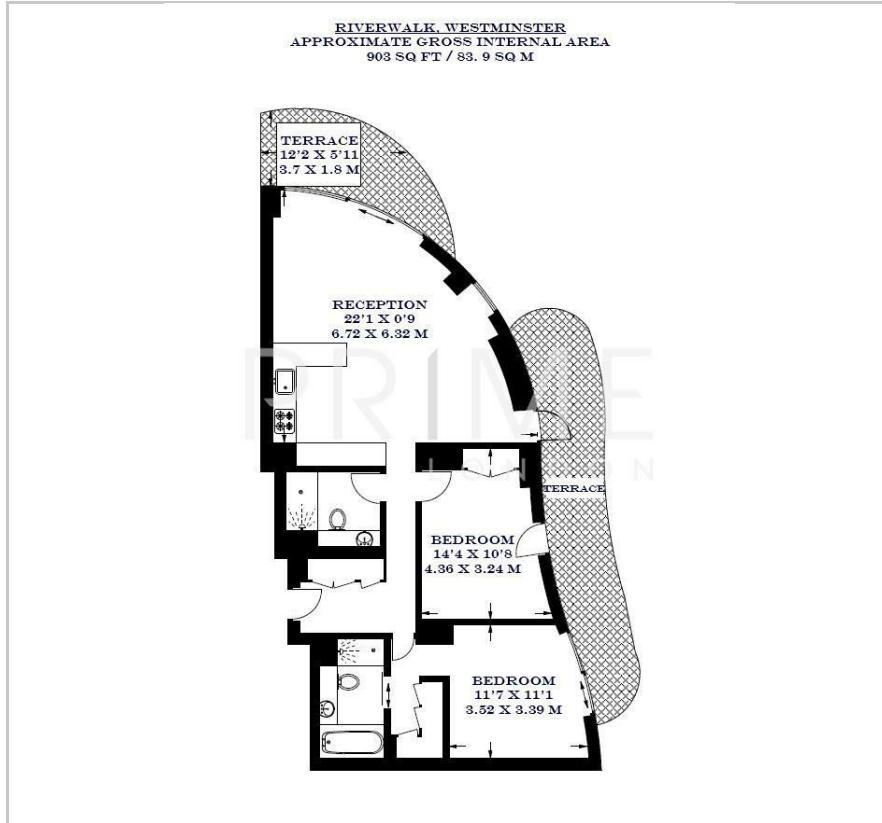 RIVERWALK, WESTMINSTER
APPROXIMATE GROSS INTERNAL AREA
903 SQ FT / 83. 9 SQ M
TERRACE
12'2 X 5'11
3.7 X 1.8 M
RECEPTION
22'1 X 0'9
6.72 X 6.32 M
PRIME
LONDON
TERRACE
BEDROOM
14'4 X 10'8
4.36 X 3.24 M
BEDROOM
11'7 X 11'1
3.52 X 3.39 M